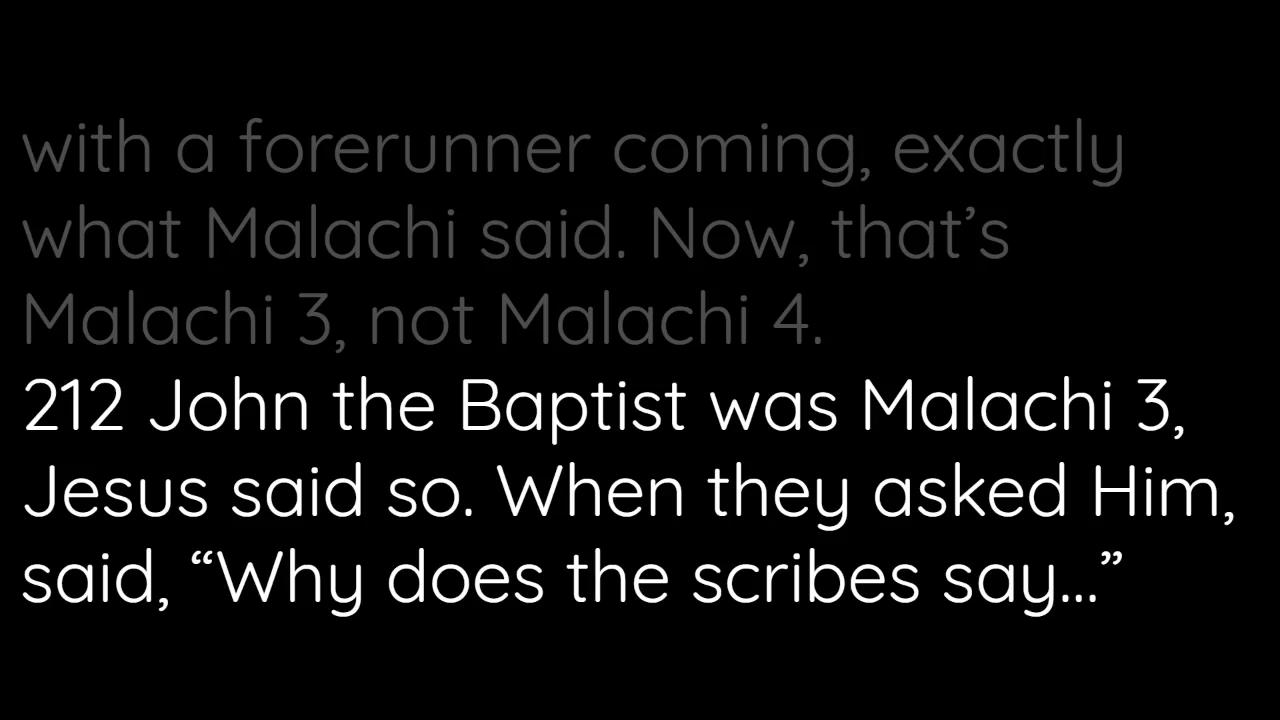 with a forerunner coming, exactly
what Malachi said. Now, that’s
Malachi 3, not Malachi 4.
212 John the Baptist was Malachi 3,
Jesus said so. When they asked Him,
said, “Why does the scribes say...”